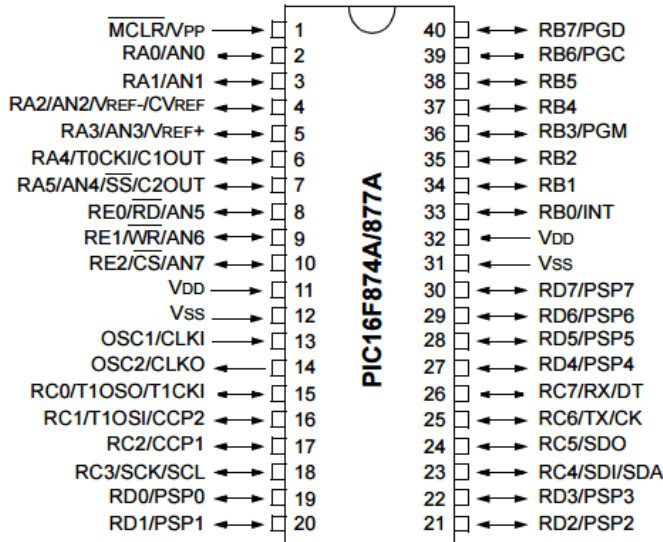 MCLR/VPP 1 40 RB7/PGD
RA0/AN0 2 39 RB6/PGC
RA1/AN1 3 38 RB5
RA2/AN2/VREF-/CVREF 4 37 RB4
RA3/AN3/VREF+ 5 36 RB3/PGM
RA4/T0CKI/C1OUT 6 35 RB2
RA5/AN4/SS/C2OUT 7 34 RB1
RE0/RD/AN5 8 33 RB0/INT
RE1/WR/AN6 9 32 VDD
RE2/CS/AN7 10 31 VSS
VDD 11 30 RD7/PSP7
VSS 12 29 RD6/PSP6
OSC1/CLKI 13 28 RD5/PSP5
OSC2/CLKO 14 27 RD4/PSP4
RC0/T1OSO/T1CKI 15 26 RC7/RX/DT
RC1/T1OSI/CCP2 16 25 RC6/TX/CK
RC2/CCP1 17 24 RC5/SDO
RC3/SCK/SCL 18 23 RC4/SDI/SDA
RD0/PSP0 19 22 RD3/PSP3
RD1/PSP1 20 21 RD2/PSP2
PIC16F874A/877A